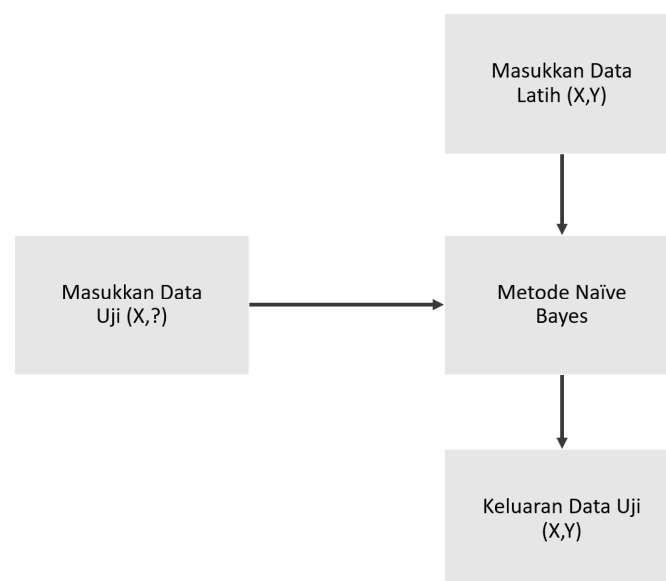 Masukkan Data
Latih (X,Y)
Masukkan Data
Uji (X,?)
Metode Naïve
Bayes
Keluaran Data Uji
(X,Y)